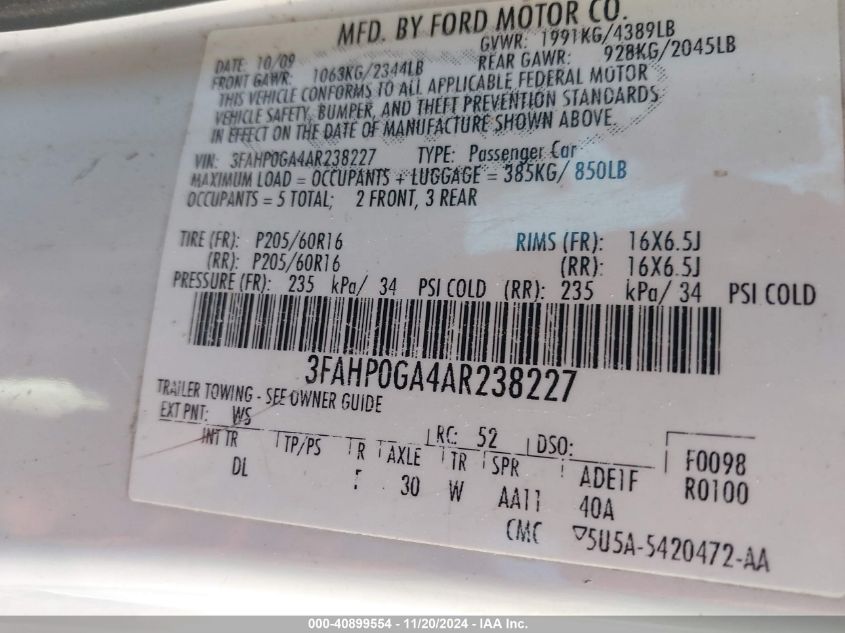 MFD. BY FORD MOTOR CO.
DATE: 10/09 GVWR: 1991KG/4389LB
FRONT GAWR: 1063KG/2344LB REAR GAWR: 928KG/2045LB
THIS VEHICLE CONFORMS TO ALL APPLICABLE FEDERAL MOTOR
VEHICLE SAFETY, BUMPER, AND THEFT PREVENTION STANDARDS
IN EFFECT ON THE DATE OF MANUFACTURE SHOWN ABOVE.
VIN: 3FAHP0GA4AR238227 TYPE: Passenger Car
MAXIMUM LOAD = OCCUPANTS + LUGGAGE = 385KG/ 850LB
OCCUPANTS = 5 TOTAL; 2 FRONT, 3 REAR
TIRE (FR): P205/60R16 RIMS (FR): 16X6.5J
(RR): P205/60R16 (RR): 16X6.5J
PRESSURE (FR): 235 kPa/ 34 PSI COLD (RR): 235 kPa/ 34 PSI COLD
3FAHP0GA4AR238227
TRAILER TOWING - SEE OWNER GUIDE
EXT PNT: WS RC: 52 DSO: F0098
INT TR TP/PS R AXLE TR SPR ADE1F R0100
DL 30 W AA11 40A
CMC 5U5A-5420472-AA
000-40899554 • 11/20/2024 • IAA Inc.